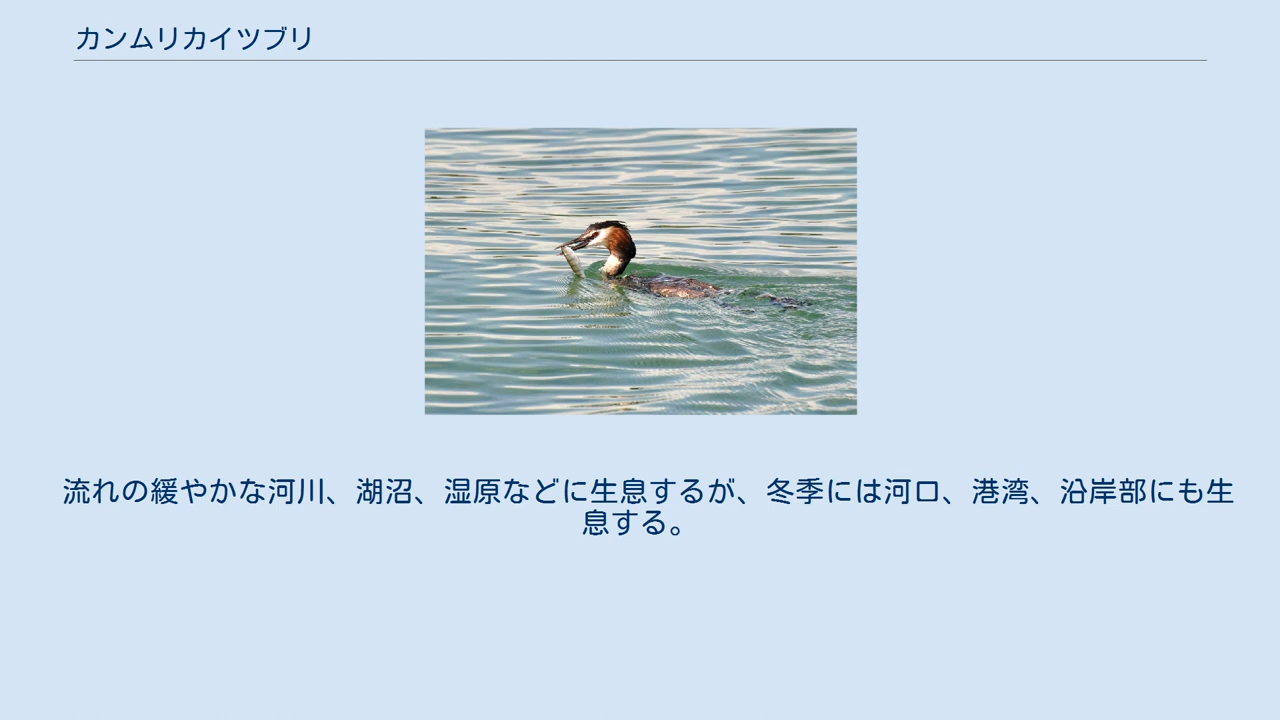 カンムリカイツブリ
流れの緩やかな河川、湖沼、湿原などに生息するが、冬季には河口、港湾、沿岸部にも生
息する。